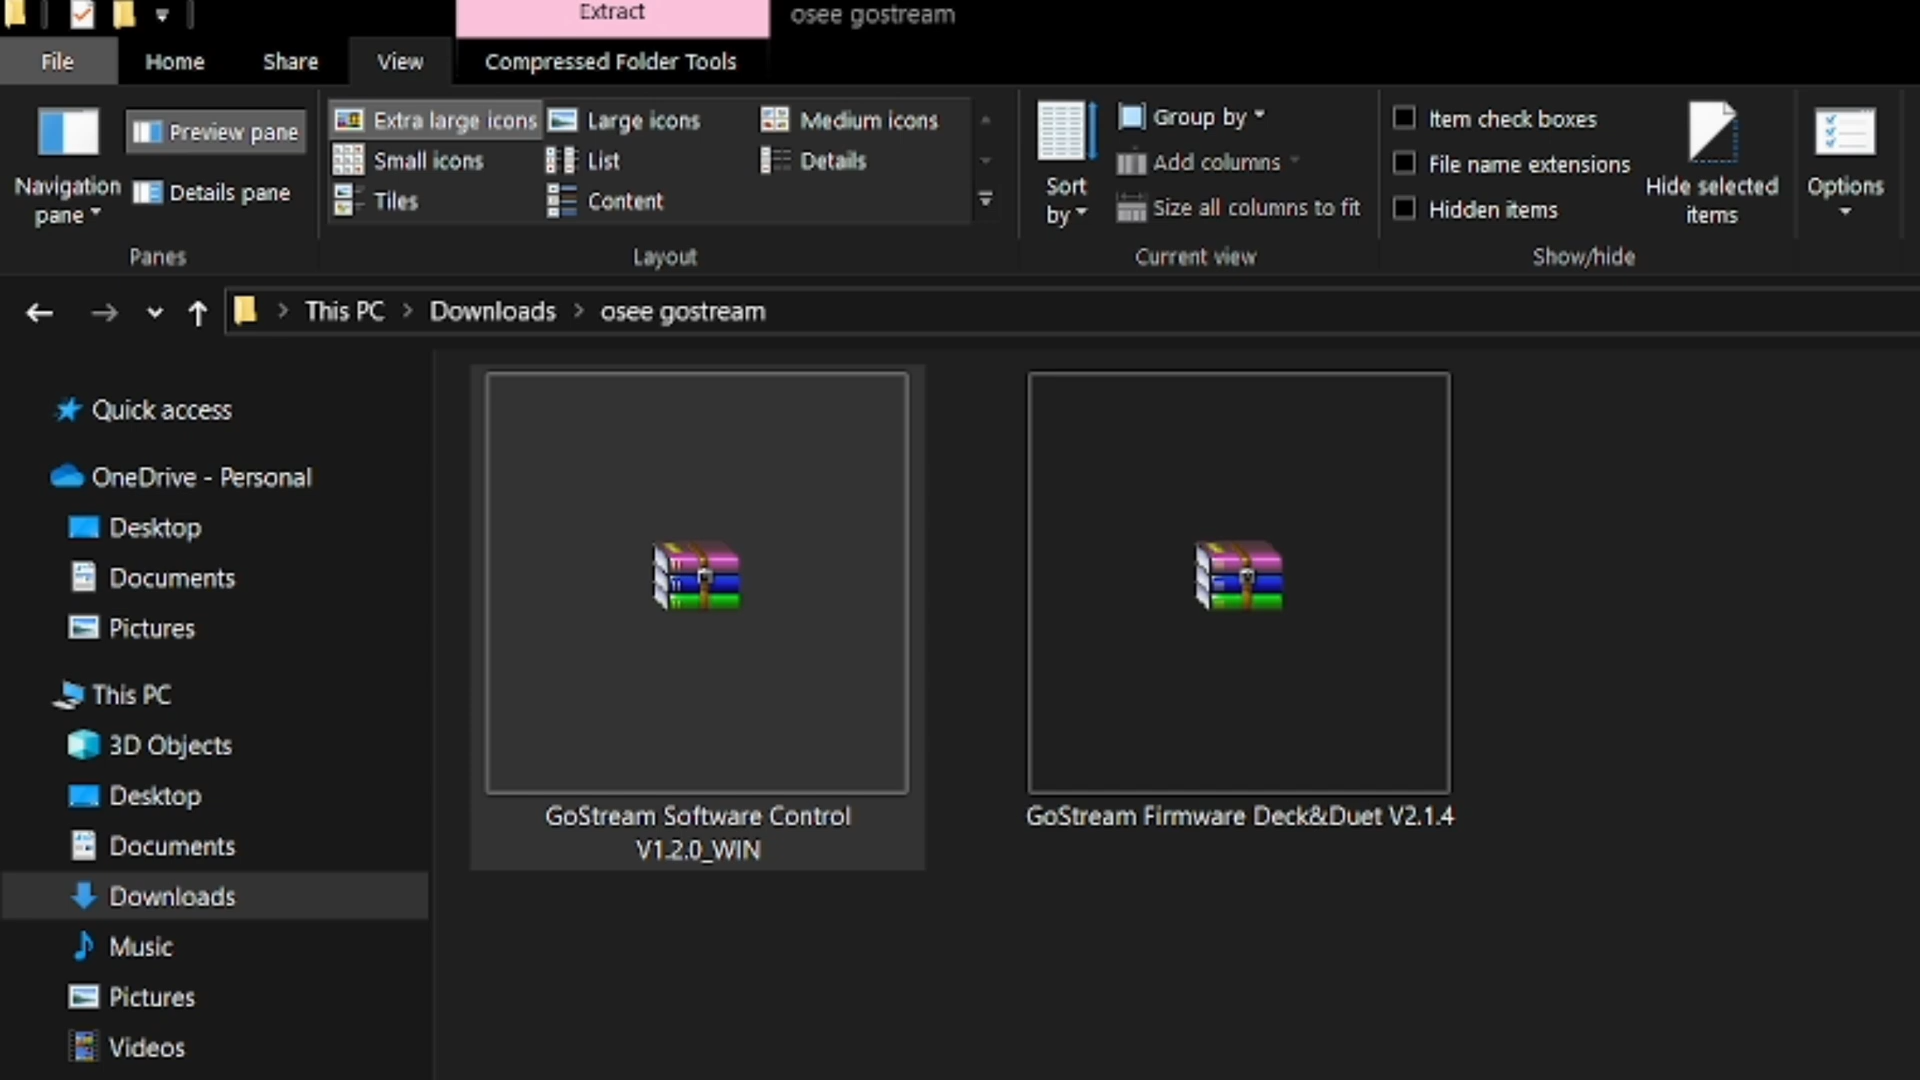 Extract
osee gostream
File
Home
Share
View
Compressed Folder Tools
Navigation
pane
Preview pane
Details pane
Panes
Extra large icons
Large icons
Medium icons
Small icons
List
Details
Tiles
Content
Layout
Sort
by
Group by
Add columns
Size all columns to fit
Current view
Item check boxes
File name extensions
Hidden items
Hide selected
items
Show/hide
Options
This PC > Downloads > osee gostream
Quick access
OneDrive - Personal
Desktop
Documents
Pictures
This PC
3D Objects
Desktop
Documents
Downloads
Music
Pictures
Videos
GoStream Software Control
V1.2.0_WIN
GoStream Firmware Deck&Duet V2.1.4